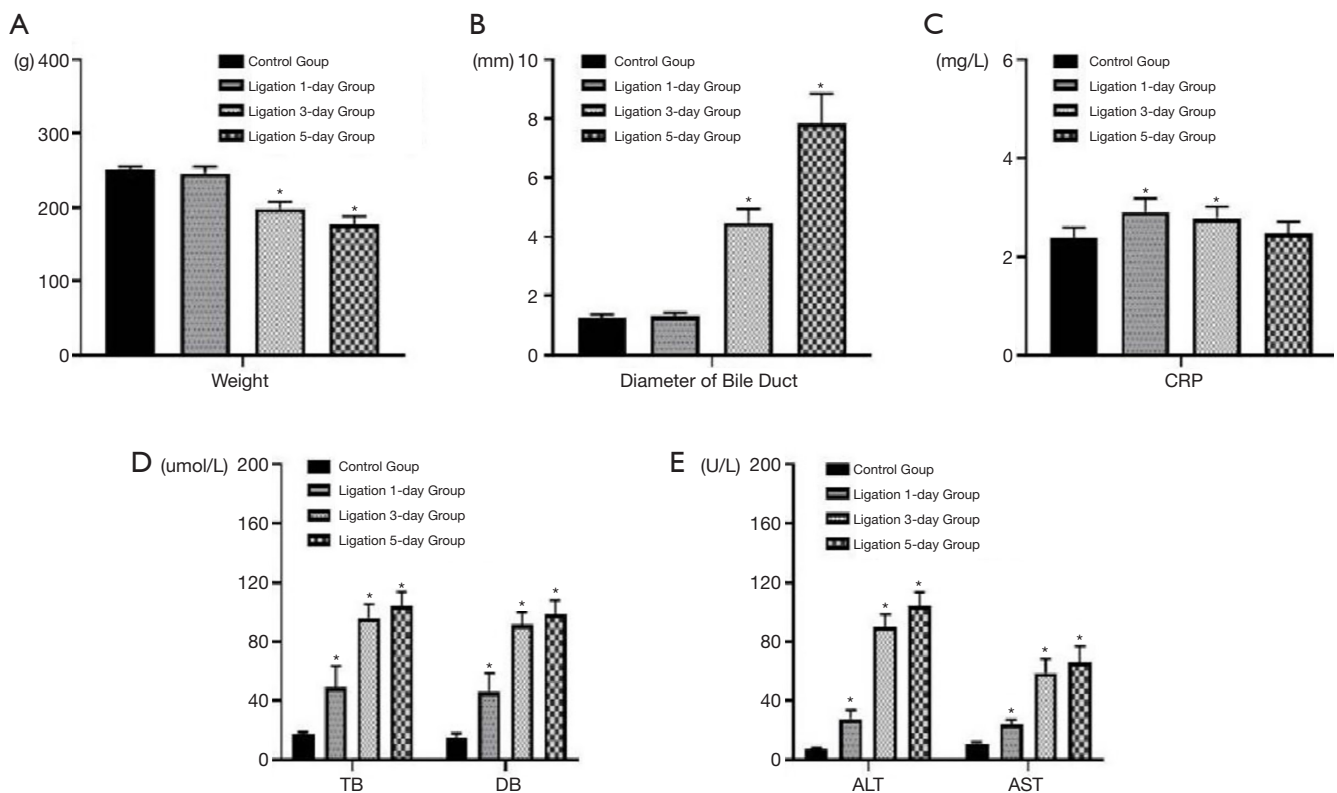 A
(g)
400
300
200
100
0
Control Goup
Ligation 1-day Group
Ligation 3-day Group
Ligation 5-day Group
*
*
Weight
B
(mm)
10
8
6
4
2
0
Control Goup
Ligation 1-day Group
Ligation 3-day Group
Ligation 5-day Group
*
*
Diameter of Bile Duct
C
(mg/L)
6
4
2
0
Control Goup
Ligation 1-day Group
Ligation 3-day Group
Ligation 5-day Group
*
*
CRP
D
(umol/L)
200
160
120
80
40
0
Control Goup
Ligation 1-day Group
Ligation 3-day Group
Ligation 5-day Group
*
*
*
*
*
*
TB
DB
E
(U/L)
200
160
120
80
40
0
Control Goup
Ligation 1-day Group
Ligation 3-day Group
Ligation 5-day Group
*
*
*
*
*
*
ALT
AST